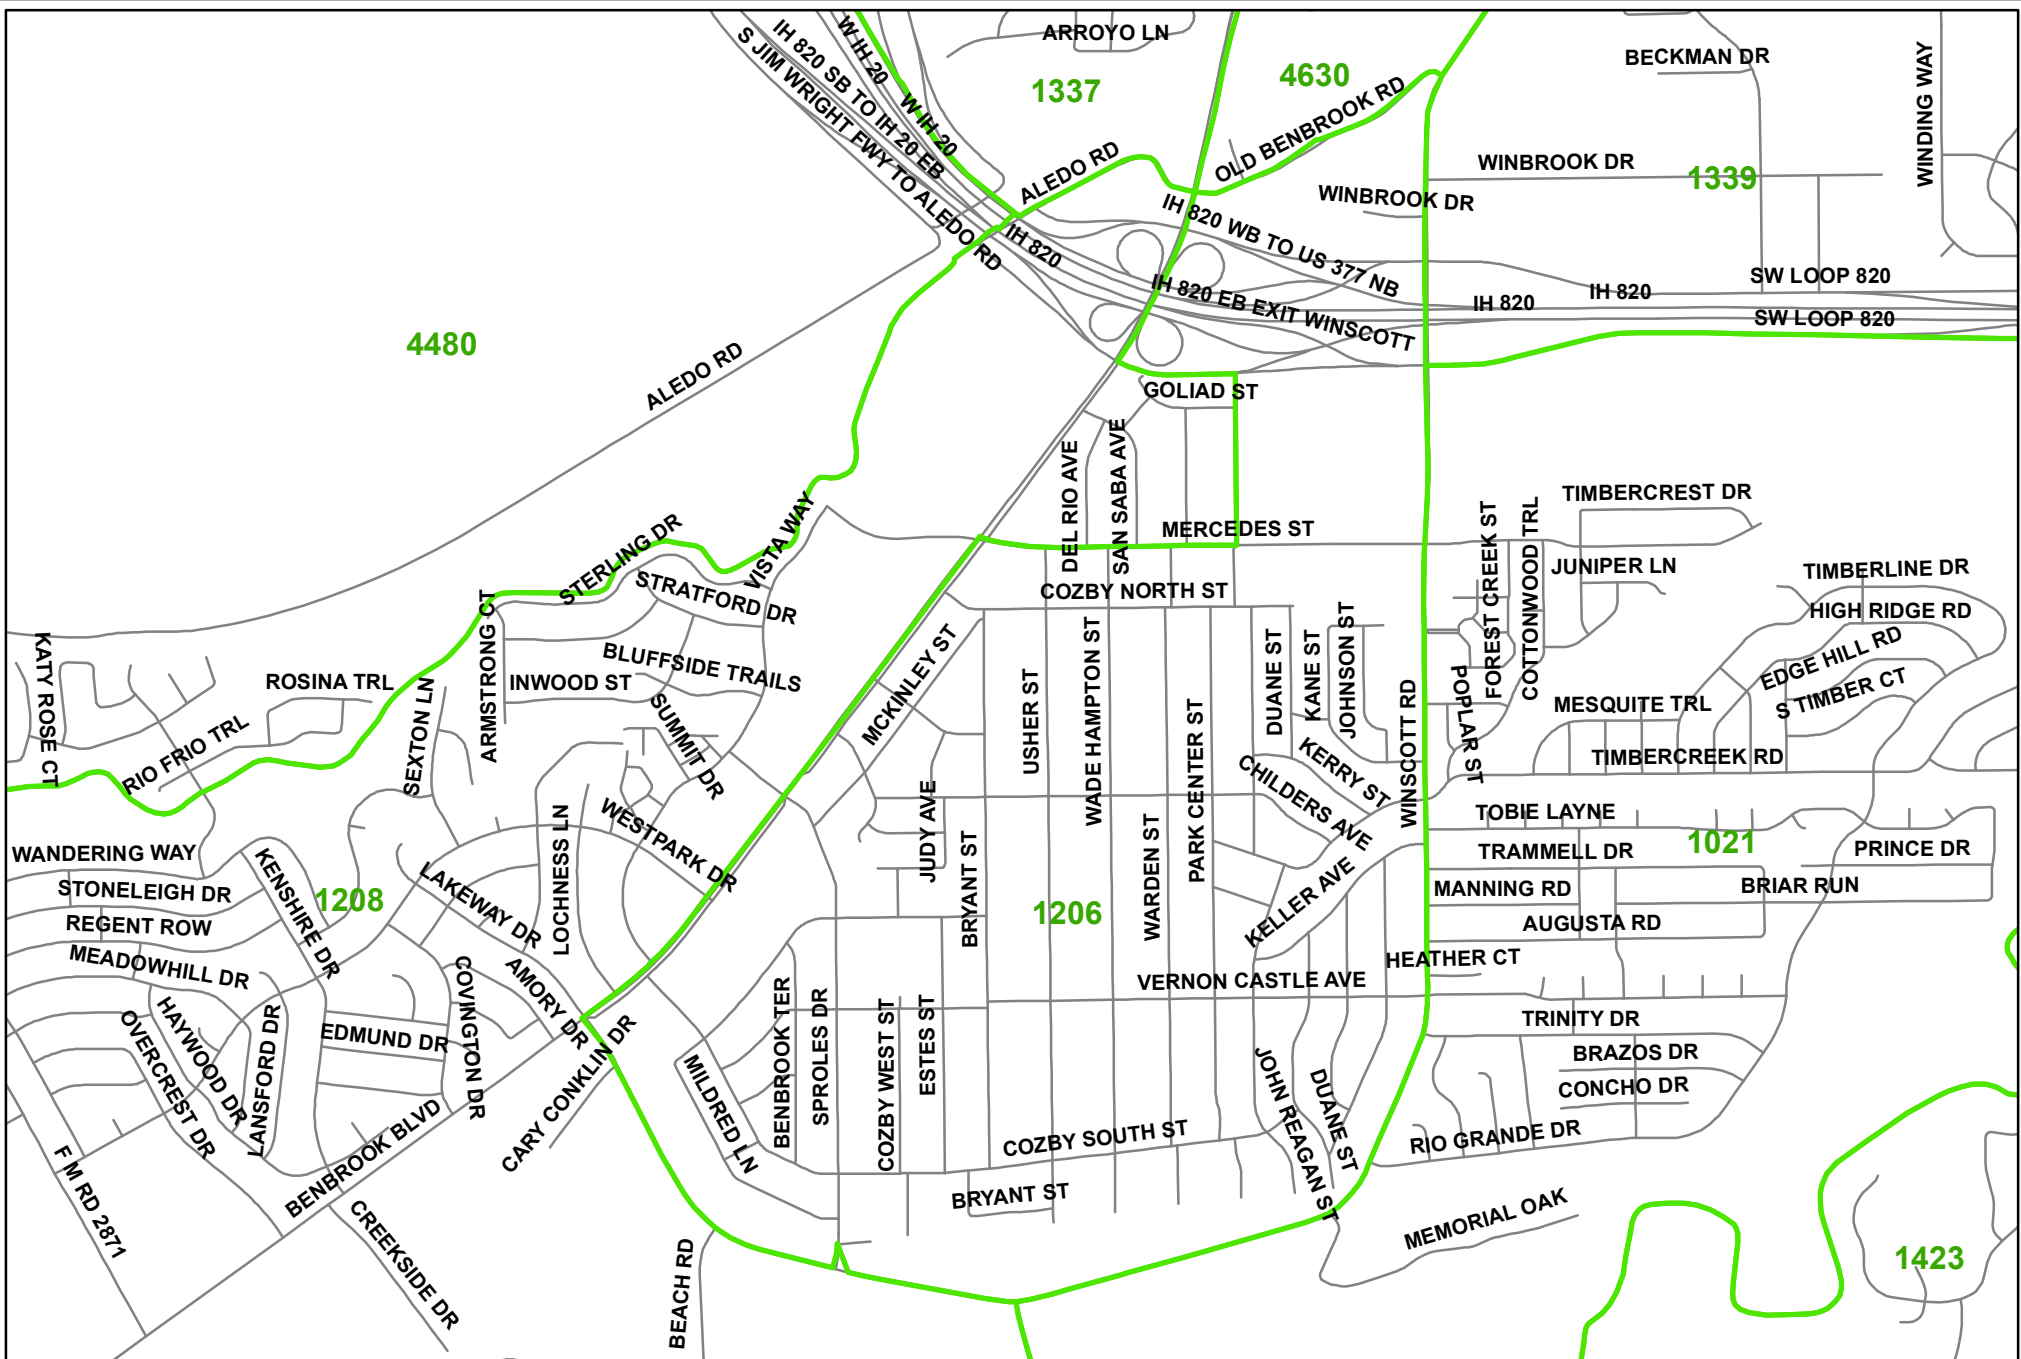 ARROYO LN
BECKMAN DR
WINDING WAY
W IH 20
IH 820 SB TO IH 20 EB
S JIM WRIGHT FWY TO ALEDO RD
W IH 20
1337
4630
OLD BENBROOK RD
ALEDO RD
WINBROOK DR
1339
WINBROOK DR
IH 820
IH 820 WB TO US 377 NB
IH 820 EB EXIT WINSCOTT
IH 820
IH 820
SW LOOP 820
SW LOOP 820
4480
ALEDO RD
GOLIAD ST
DEL RIO AVE
SAN SABA AVE
MERCEDES ST
TIMBERCREST DR
FOREST CREEK ST
COTTONWOOD TRL
JUNIPER LN
TIMBERLINE DR
HIGH RIDGE RD
EDGE HILL RD
S TIMBER CT
STERLING DR
VISTA WAY
STRATFORD DR
COZBY NORTH ST
ARMSTRONG CT
KATY ROSE CT
ROSINA TRL
RIO FRIO TRL
SEXTON LN
INWOOD ST
BLUFFSIDE TRAILS
SUMMIT DR
MCKINLEY ST
USHER ST
WADE HAMPTON ST
PARK CENTER ST
DUANE ST
KANE ST
JOHNSON ST
WINSCOTT RD
POPLAR ST
MESQUITE TRL
TIMBERCREEK RD
KERRY ST
CHILDERS AVE
TOBIE LAYNE
1021
TRAMMELL DR
PRINCE DR
MANNING RD
BRIAR RUN
AUGUSTA RD
WANDERING WAY
STONELEIGH DR
REGENT ROW
MEADOWHILL DR
KENSHIRE DR
1208
LAKEWAY DR
LOCHNESS LN
WESTPARK DR
JUDY AVE
BRYANT ST
1206
WARDEN ST
KELLER AVE
HEATHER CT
VERNON CASTLE AVE
TRINITY DR
BRAZOS DR
CONCHO DR
RIO GRANDE DR
HAYWOOD DR
OVERCREST DR
LANSFORD DR
EDMUND DR
COVINGTON DR
AMORY DR
CARY CONKLIN DR
MILDRED LN
BENBROOK TER
SPROLES DR
COZBY WEST ST
ESTES ST
COZBY SOUTH ST
JOHN REAGAN ST
DUANE ST
F M RD 2871
BENBROOK BLVD
CREEKSIDE DR
BEACH RD
BRYANT ST
MEMORIAL OAK
1423